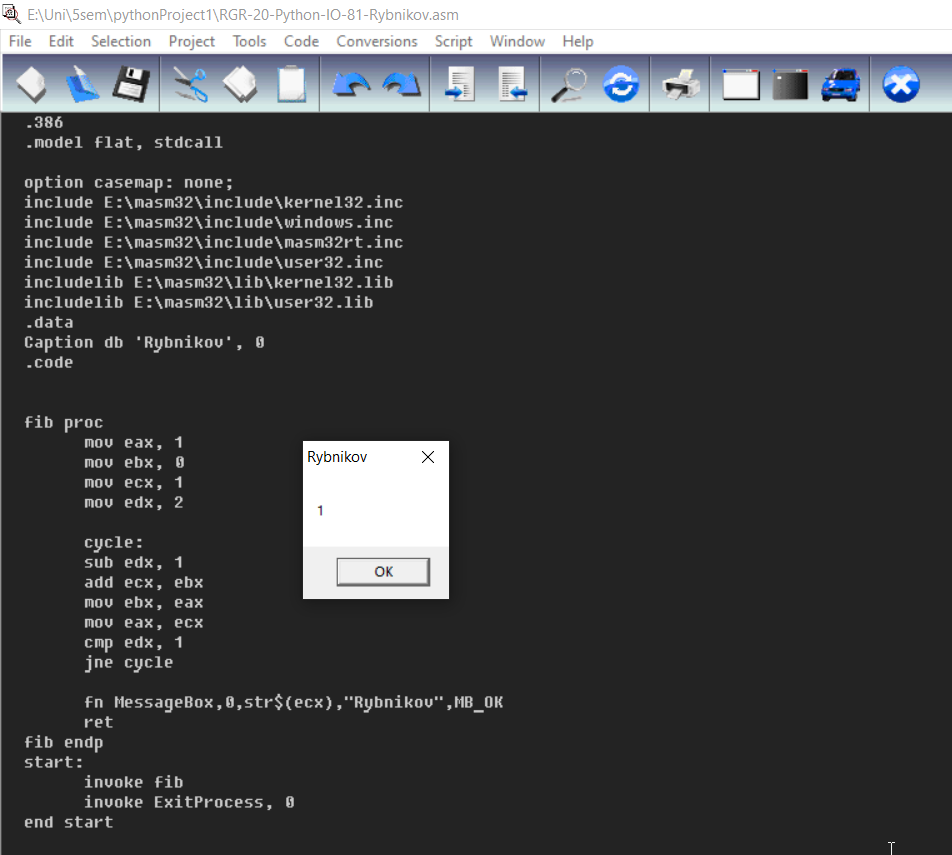 E:\Uni\5sem\pythonProject1\RGR-20-Python-IO-81-Rybnikov.asm
File Edit Selection Project Tools Code Conversions Script Window Help
.386
.model flat, stdcall
option casemap: none;
include E:\masm32\include\kernel32.inc
include E:\masm32\include\windows.inc
include E:\masm32\include\masm32rt.inc
include E:\masm32\include\user32.inc
includelib E:\masm32\lib\kernel32.lib
includelib E:\masm32\lib\user32.lib
.data
Caption db 'Rybnikov', 0
.code
fib proc
mov eax, 1
mov ebx, 0
mov ecx, 1
mov edx, 2
cycle:
sub edx, 1
add ecx, ebx
mov ebx, eax
mov eax, ecx
cmp edx, 1
jne cycle
fn MessageBox,0,str$(ecx),"Rybnikov",MB_OK
ret
fib endp
start:
invoke fib
invoke ExitProcess, 0
end start
Rybnikov
1
OK